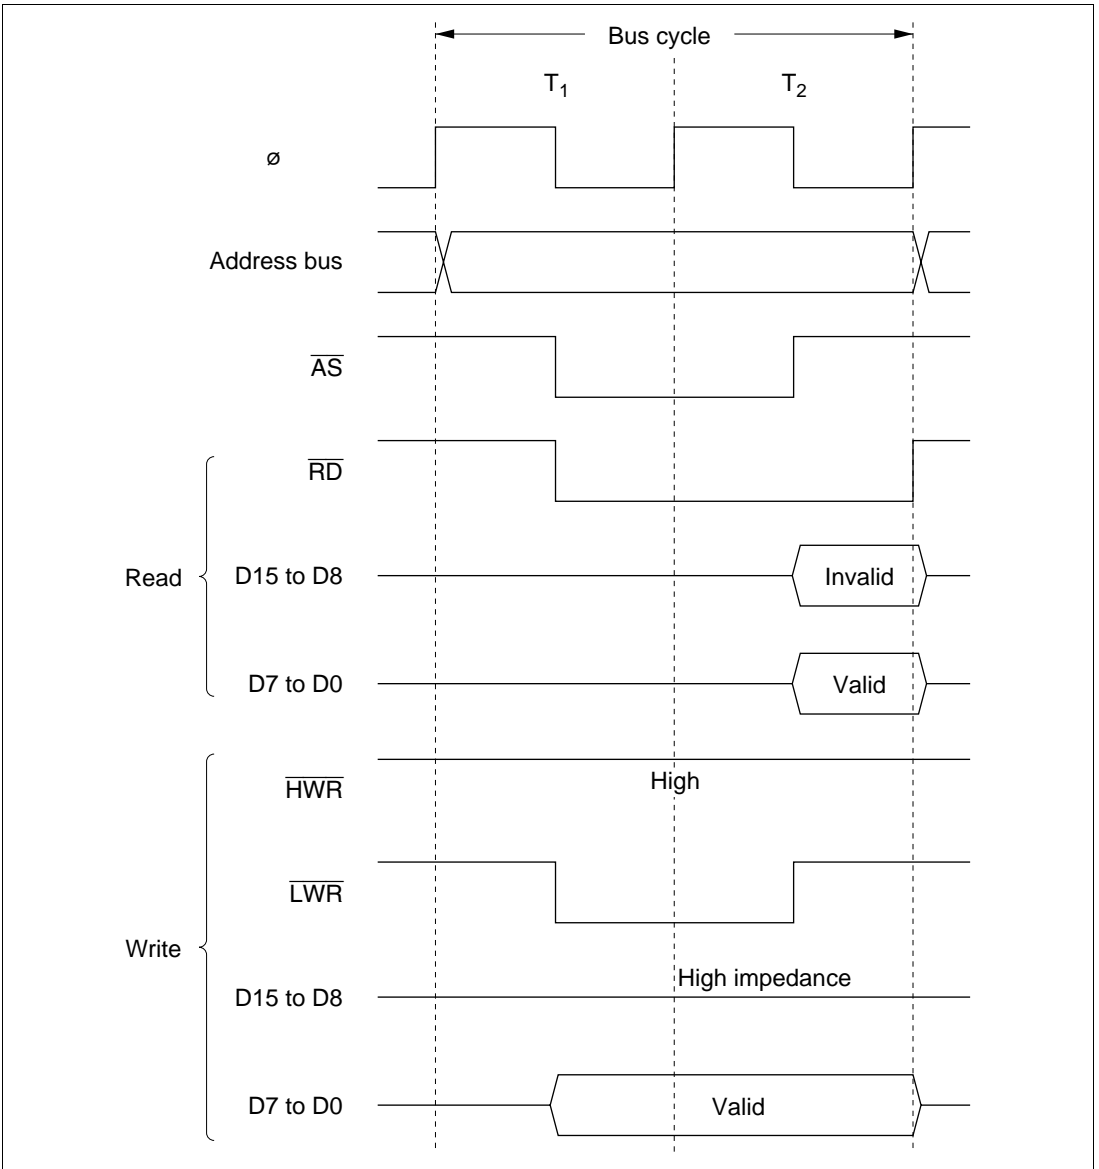 Bus cycle
T1 T2
ø
Address bus
AS
RD
Read
D15 to D8 Invalid
D7 to D0 Valid
HWR
High
LWR
Write
High impedance
D15 to D8
D7 to D0 Valid